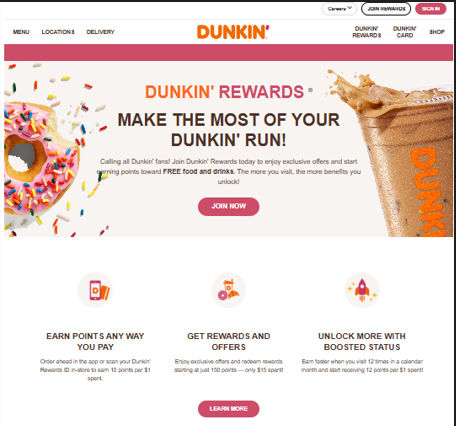 Careers
JOIN REWARDS
SIGN IN
MENU
LOCATIONS
DELIVERY
DUNKIN'
DUNKIN'
REWARDS
DUNKIN'
CARD
SHOP
DUNKIN' REWARDS ®
MAKE THE MOST OF YOUR
DUNKIN' RUN!
Calling all Dunkin' fans! Join Dunkin' Rewards today to enjoy exclusive offers and start
earning points toward FREE food and drinks. The more you visit, the more benefits you
unlock!
JOIN NOW
DUNK
EARN POINTS ANY WAY
YOU PAY
Order ahead in the app or scan your Dunkin'
Rewards ID in-store to earn 10 points per $1
spent.
GET REWARDS AND
OFFERS
Enjoy exclusive offers and redeem rewards
starting at just 150 points — only $15 spent!
UNLOCK MORE WITH
BOOSTED STATUS
Earn faster when you visit 12 times in a calendar
month and start receiving 12 points per $1 spent!
LEARN MORE